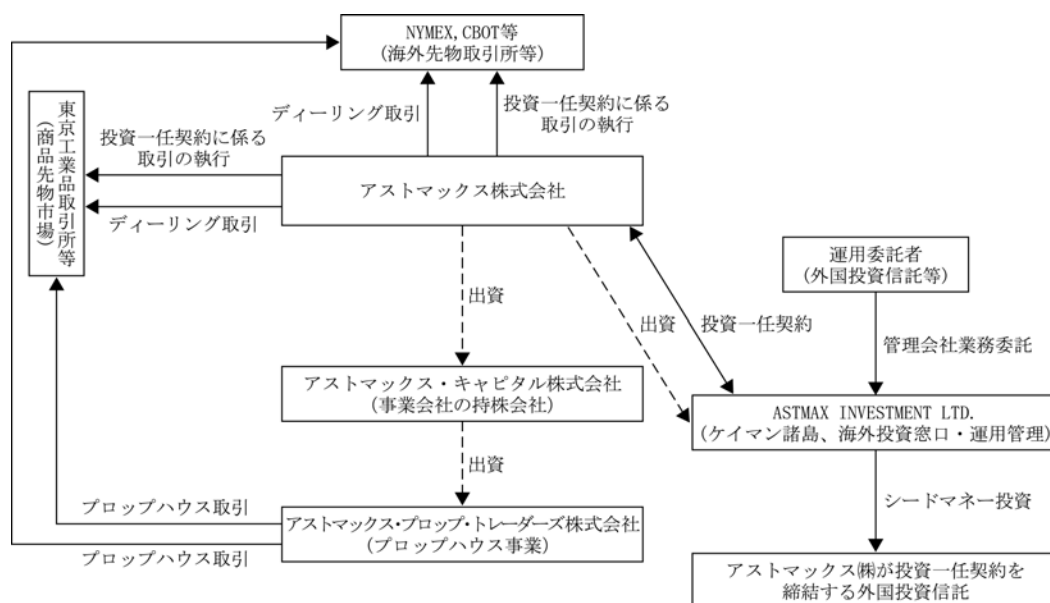 NYMEX,CBOT等
(海外先物取引所等)
ディーリング取引
投資一任契約に係る
取引の執行
東京工業品取引所等
(商品先物市場)
投資一任契約に係る
取引の執行
ディーリング取引
アストマックス株式会社
運用委託者
(外国投資信託等)
出資
出資
投資一任契約
管理会社業務委託
アストマックス・キャピタル株式会社
(事業会社の持株会社)
ASTMAX INVESTMENT LTD.
(ケイマン諸島、海外投資窓口・運用管理)
出資
シードマネー投資
プロップハウス取引
アストマックス・プロップ・トレーダーズ株式会社
(プロップハウス事業)
プロップハウス取引
アストマックス㈱が投資一任契約を
締結する外国投資信託